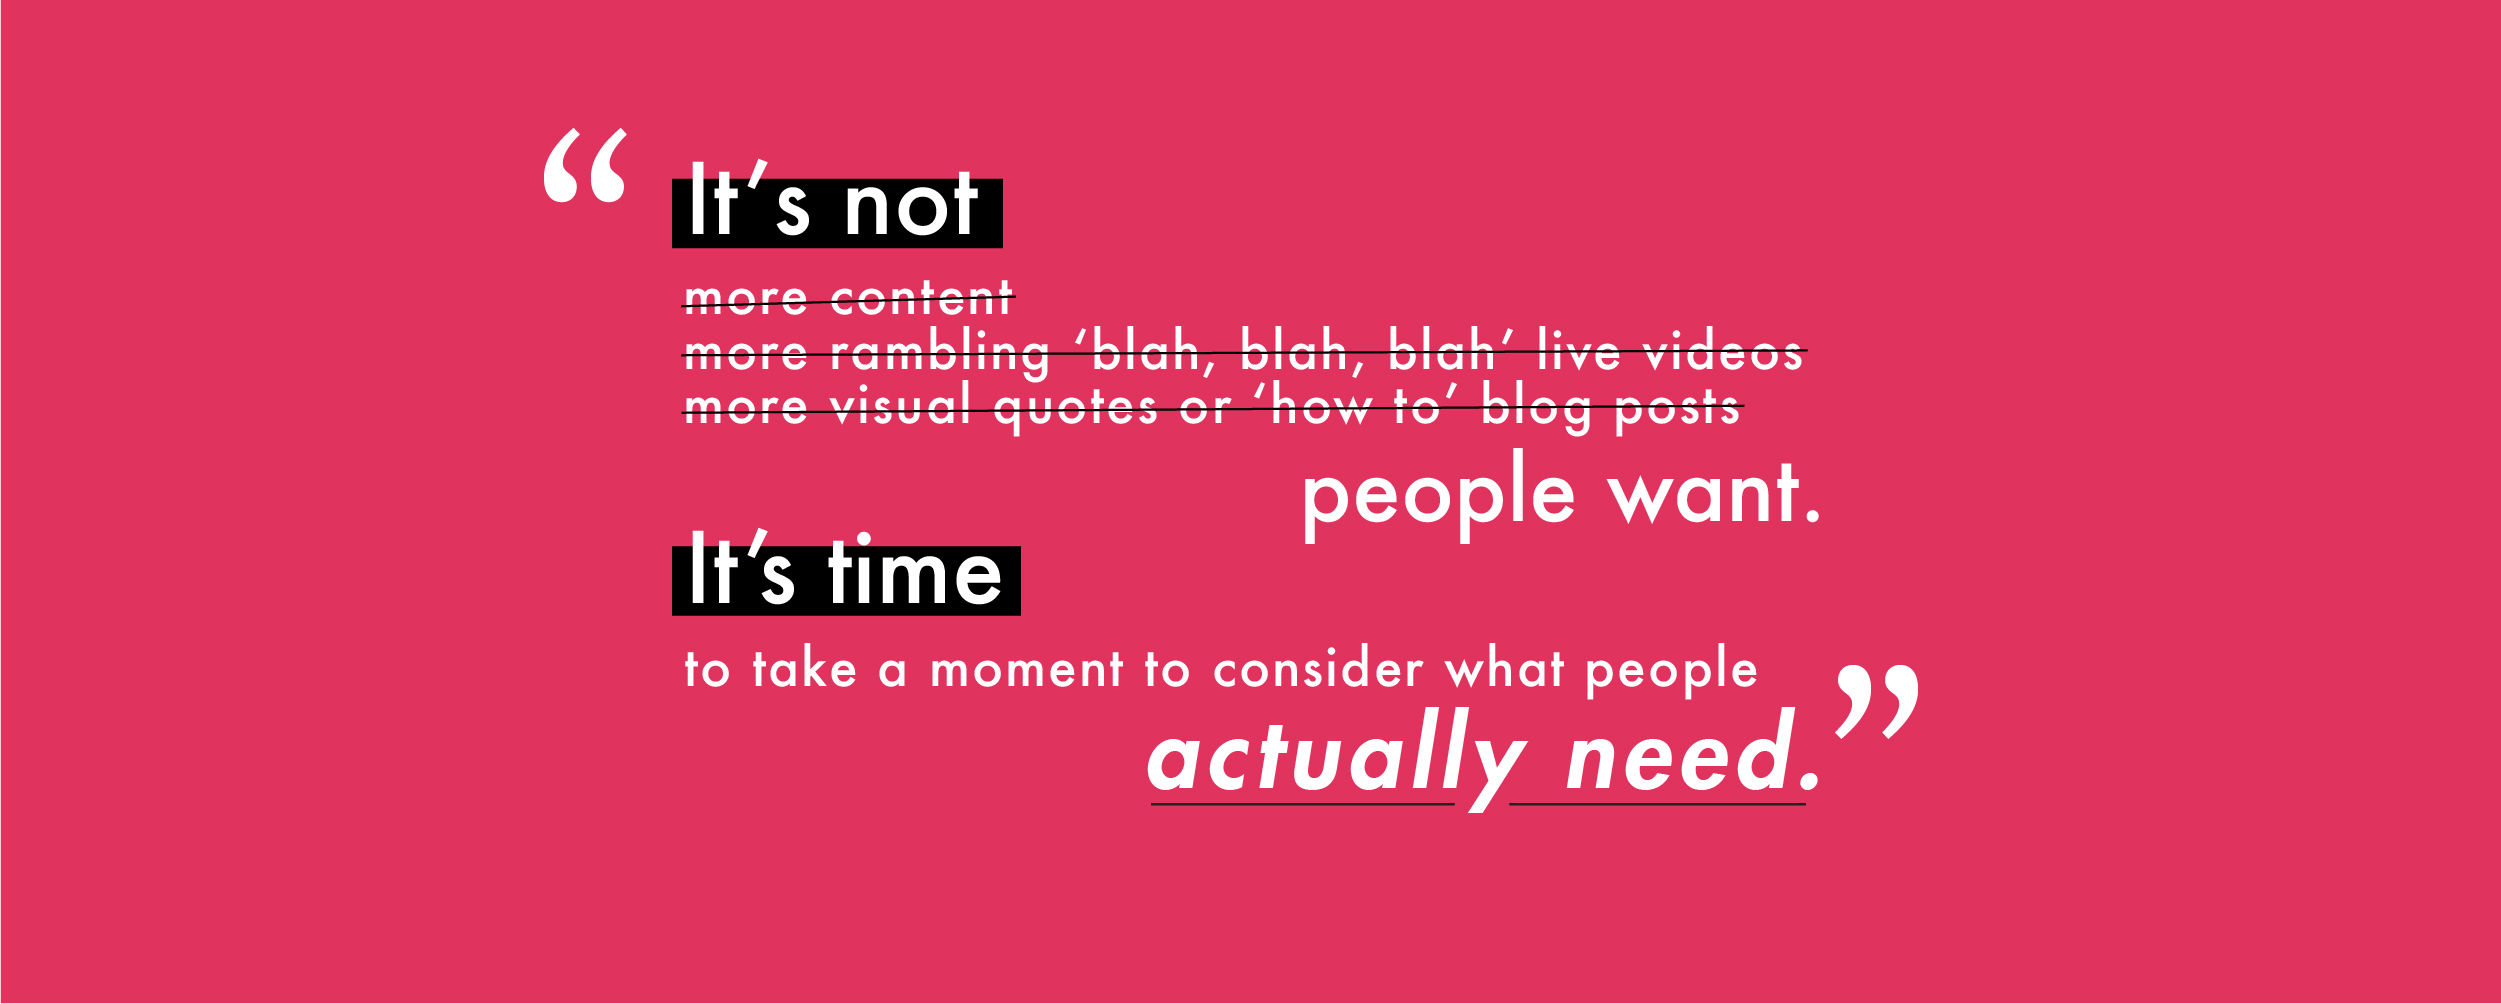 “ It’s not
more content
more rambling ‘blah, blah, blah’ live videos
more visual quotes or ‘how to’ blog posts
people want.
It’s time
to take a moment to consider what people
actually need. ”